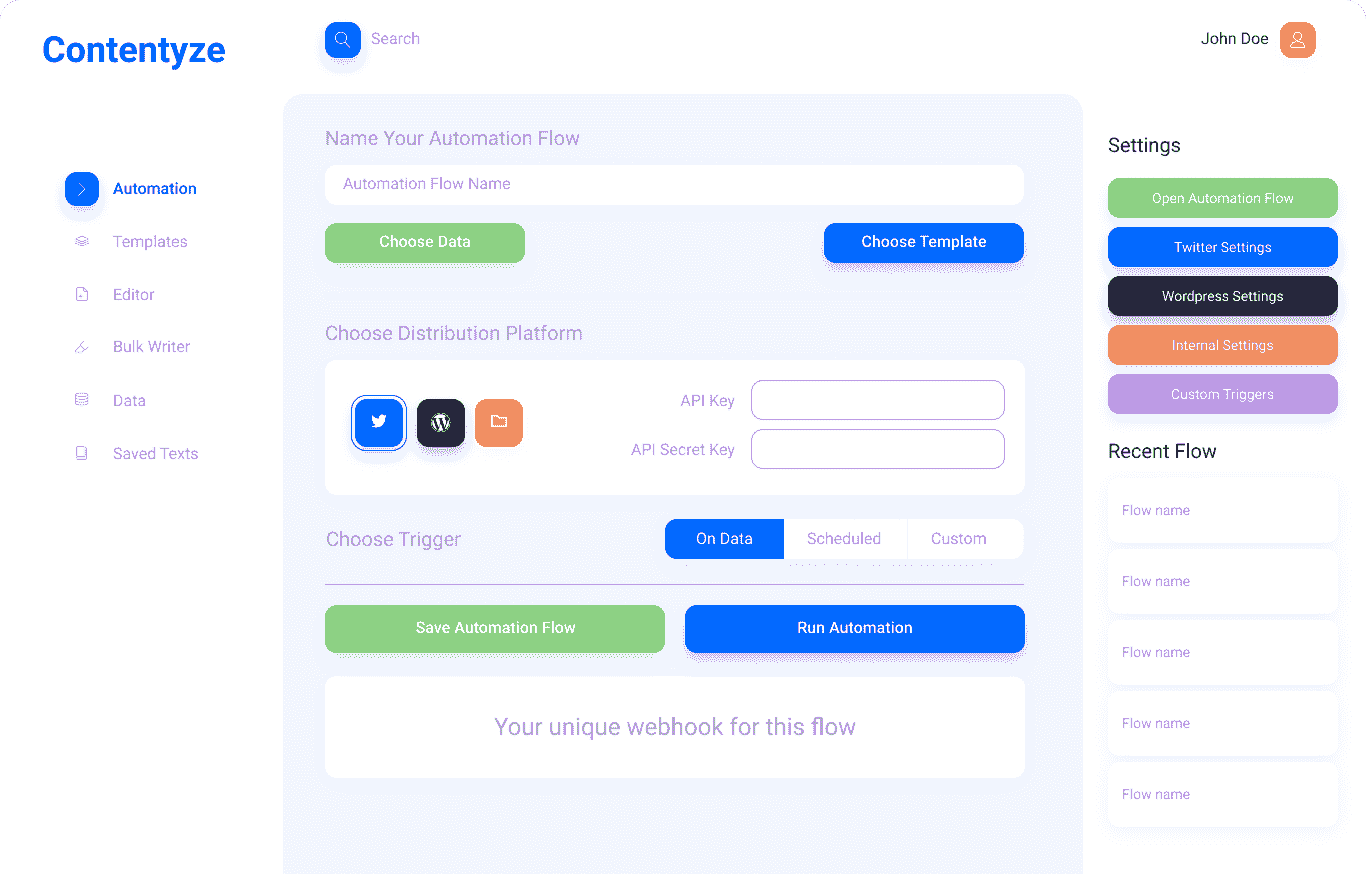 Contentyze
Search
John Doe
Automation
Templates
Editor
Bulk Writer
Data
Saved Texts
Name Your Automation Flow
Automation Flow Name
Choose Data
Choose Template
Choose Distribution Platform
API Key
API Secret Key
Choose Trigger
On Data
Scheduled
Custom
Save Automation Flow
Run Automation
Your unique webhook for this flow
Settings
Open Automation Flow
Twitter Settings
Wordpress Settings
Internal Settings
Custom Triggers
Recent Flow
Flow name
Flow name
Flow name
Flow name
Flow name